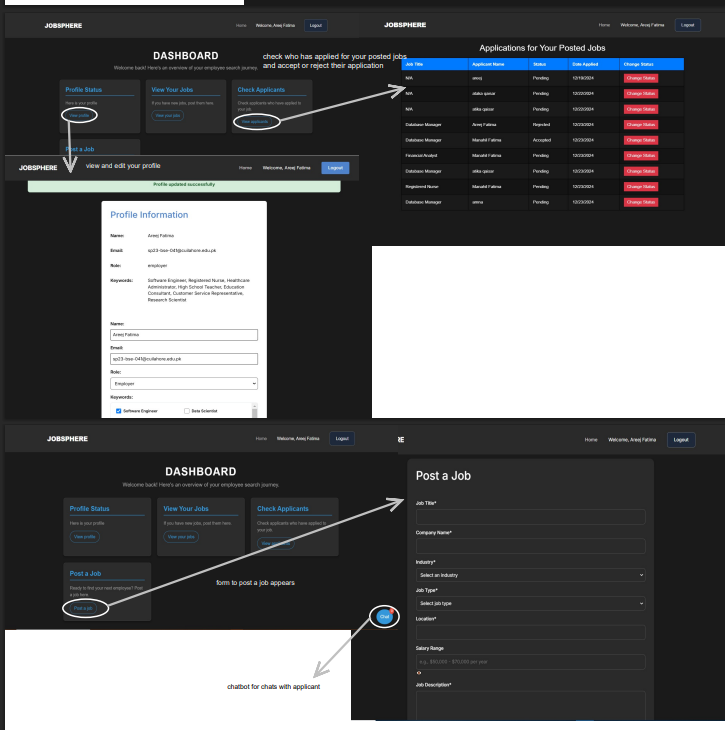 JOBSPHERE
Home Welcome, Areej Fatima Logout
DASHBOARD
Welcome back! Here's an overview of your employee search journey.
check who has applied for your posted jobs
and accept or reject their application
Profile Status
Here is your profile.
View profile
View Your Jobs
If you have new jobs, post them here.
View your jobs
Check Applicants
Check applicants who have applied to
your job.
View applicants
Post a Job
JOBSPHERE
Home Welcome, Areej Fatima Logout
Applications for Your Posted Jobs
Job Title Applicant Name Status Date Applied Change Status
N/A areej Pending 12/18/2024 Change Status
N/A atika qaisar Pending 12/22/2024 Change Status
N/A atika qaisar Pending 12/22/2024 Change Status
Database Manager Areej Fatima Rejected 12/23/2024 Change Status
Database Manager Manahil Fatima Accepted 12/23/2024 Change Status
Financial Analyst Manahil Fatima Pending 12/23/2024 Change Status
Database Manager atika qaisar Pending 12/23/2024 Change Status
Registered Nurse Manahil Fatima Pending 12/23/2024 Change Status
Database Manager amna Pending 12/23/2024 Change Status
JOBSPHERE
view and edit your profile
Home Welcome, Areej Fatima Logout
Profile updated successfully
Profile Information
Name: Areej Fatima
Email: sp23-bse-041@cuilahore.edu.pk
Role: employer
Keywords: Software Engineer, Registered Nurse, Healthcare
Administrator, High School Teacher, Education
Consultant, Customer Service Representative,
Research Scientist
Name:
Areej Fatima
Email:
sp23-bse-041@cuilahore.edu.pk
Role:
Employer
Keywords:
Software Engineer Data Scientist
JOBSPHERE
Home Welcome, Areej Fatima Logout
DASHBOARD
Welcome back! Here's an overview of your employee search journey.
Profile Status
Here is your profile.
View profile
View Your Jobs
If you have new jobs, post them here.
View your jobs
Check Applicants
Check applicants who have applied to
your job.
View applicants
Post a Job
Ready to find your next employee? Post
a job here.
Post a job
form to post a job appears
Chat
chatbot for chats with applicant
RE
Home Welcome, Areej Fatima Logout
Post a Job
Job Title*
Company Name*
Industry*
Select an industry
Job Type*
Select job type
Location*
Salary Range
e.g., $50,000 - $70,000 per year
Job Description*